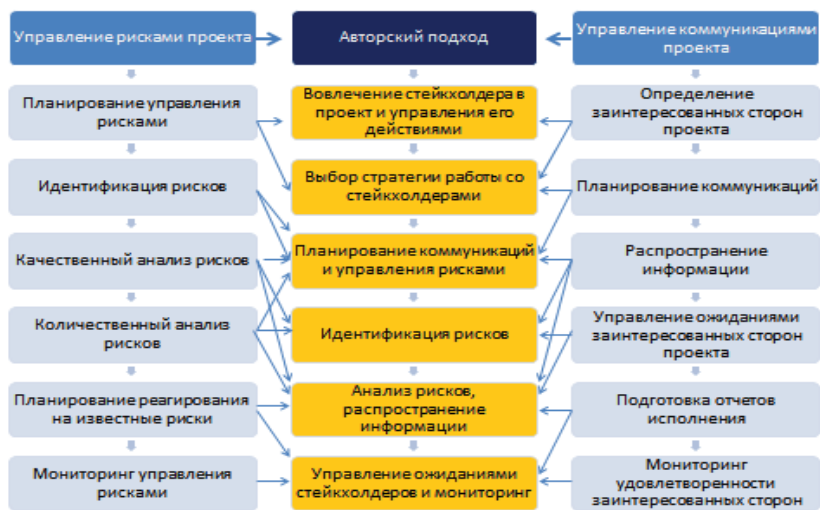 Управление рисками проекта
Авторский подход
Управление коммуникациями
проекта
Планирование управления
рисками
Вовлечение стейкхолдера в
проект и управления его
действиями
Определение
заинтересованных сторон
проекта
Идентификация рисков
Выбор стратегии работы со
стейкхолдерами
Планирование коммуникаций
Качественный анализ рисков
Планирование коммуникаций
и управления рисками
Распространение
информации
Количественный анализ
рисков
Идентификация рисков
Управление ожиданиями
заинтересованных сторон
проекта
Планирование реагирования
на известные риски
Анализ рисков,
распространение
информации
Подготовка отчетов
исполнения
Мониторинг управления
рисками
Управление ожиданиями
стейкхолдеров и мониторинг
Мониторинг
удовлетворенности
заинтересованных сторон